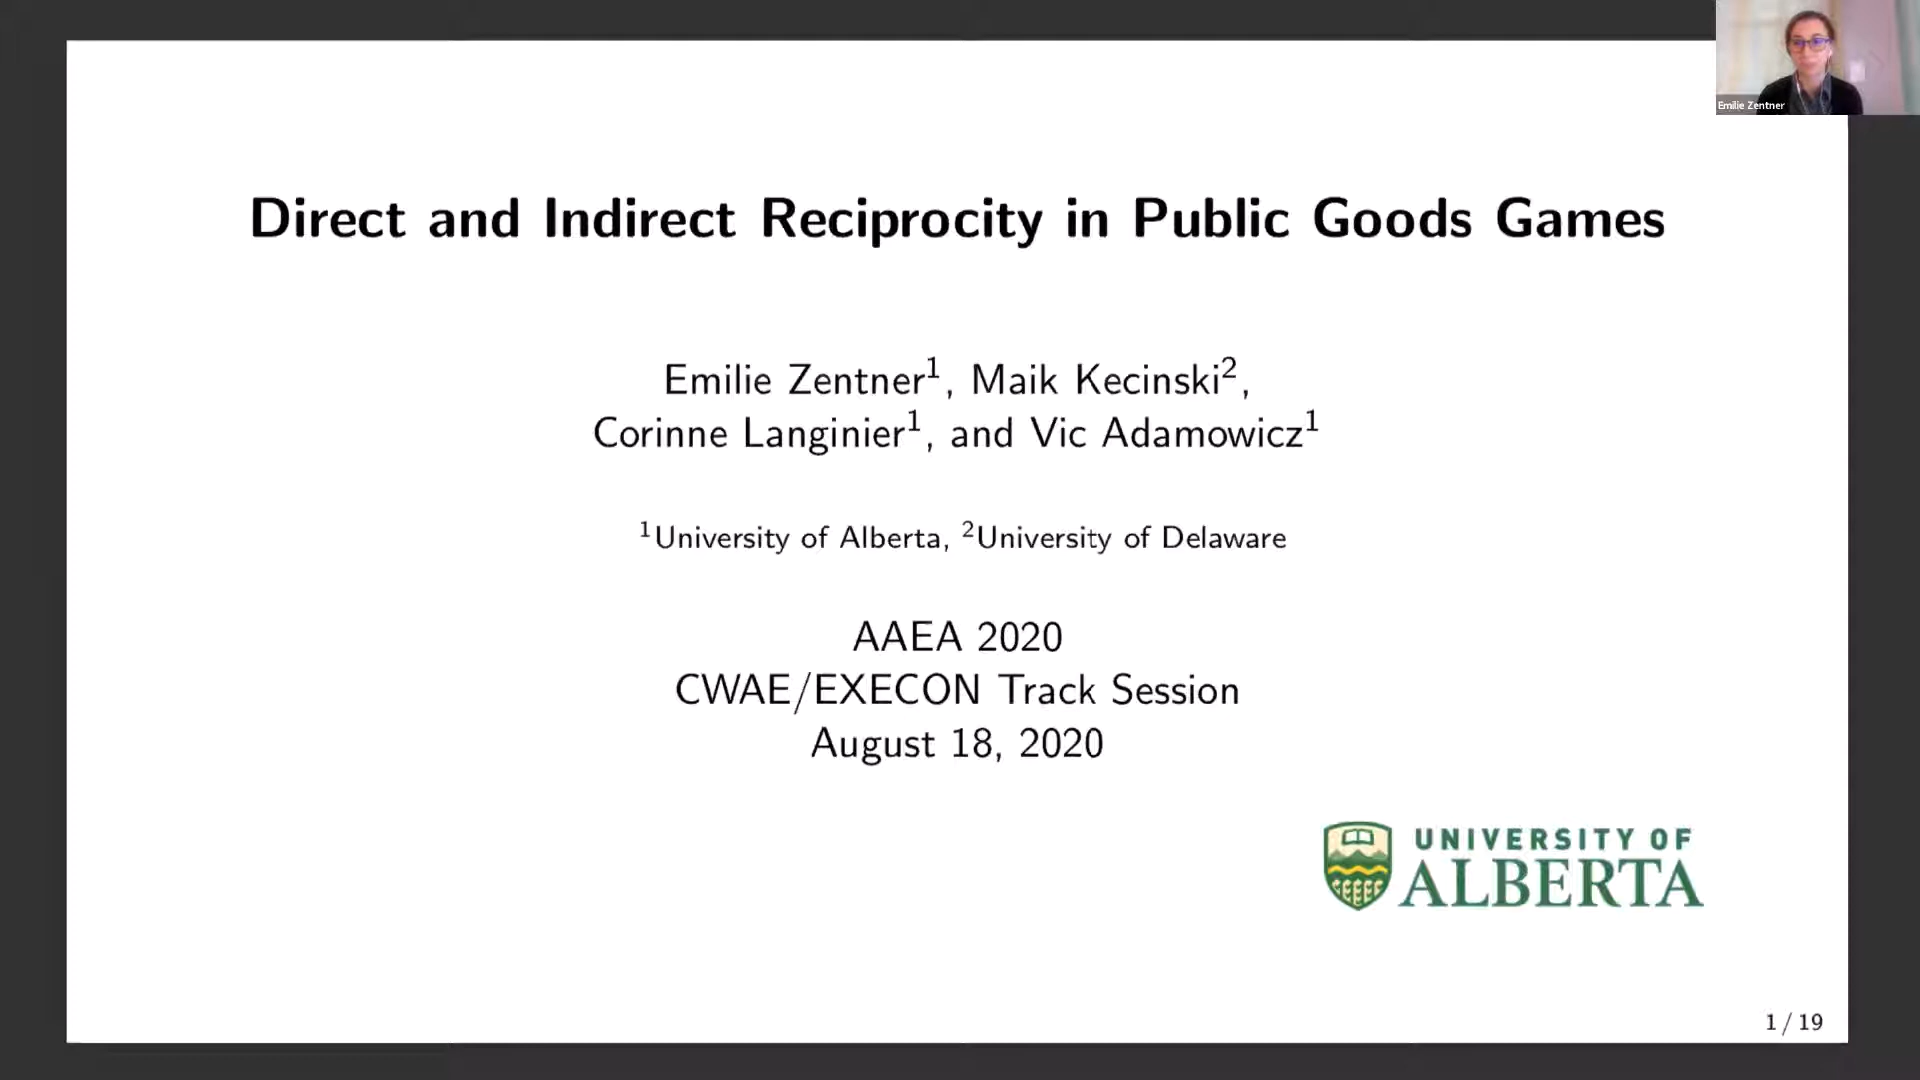 Emilie Zentner
Direct and Indirect Reciprocity in Public Goods Games
Emilie Zentner1, Maik Kecinski2,
Corinne Langinier1, and Vic Adamowicz1
1University of Alberta, 2University of Delaware
AAEA 2020
CWAE/EXECON Track Session
August 18, 2020
UNIVERSITY OF
ALBERTA
1 / 19